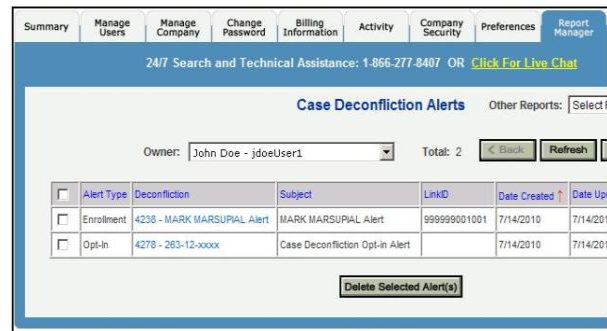 Summary Manage Users Manage Company Change Password Billing Information Activity Company Security Preferences Report Manager
24/7 Search and Technical Assistance: 1-866-277-8407 OR Click For Live Chat
Case Deconfliction Alerts Other Reports: Select
Owner: John Doe - jdoeUser1 Total: 2 < Back Refresh
Alert Type Deconfliction Subject LinkID Date Created ↑ Date
Enrollment 4238 - MARK MARSUPIAL Alert MARK MARSUPIAL Alert 999999001001 7/14/2010
Opt-In 4278 - 263-12-xxxx Case Deconfliction Opt-in Alert 7/14/2010
Delete Selected Alert(s)